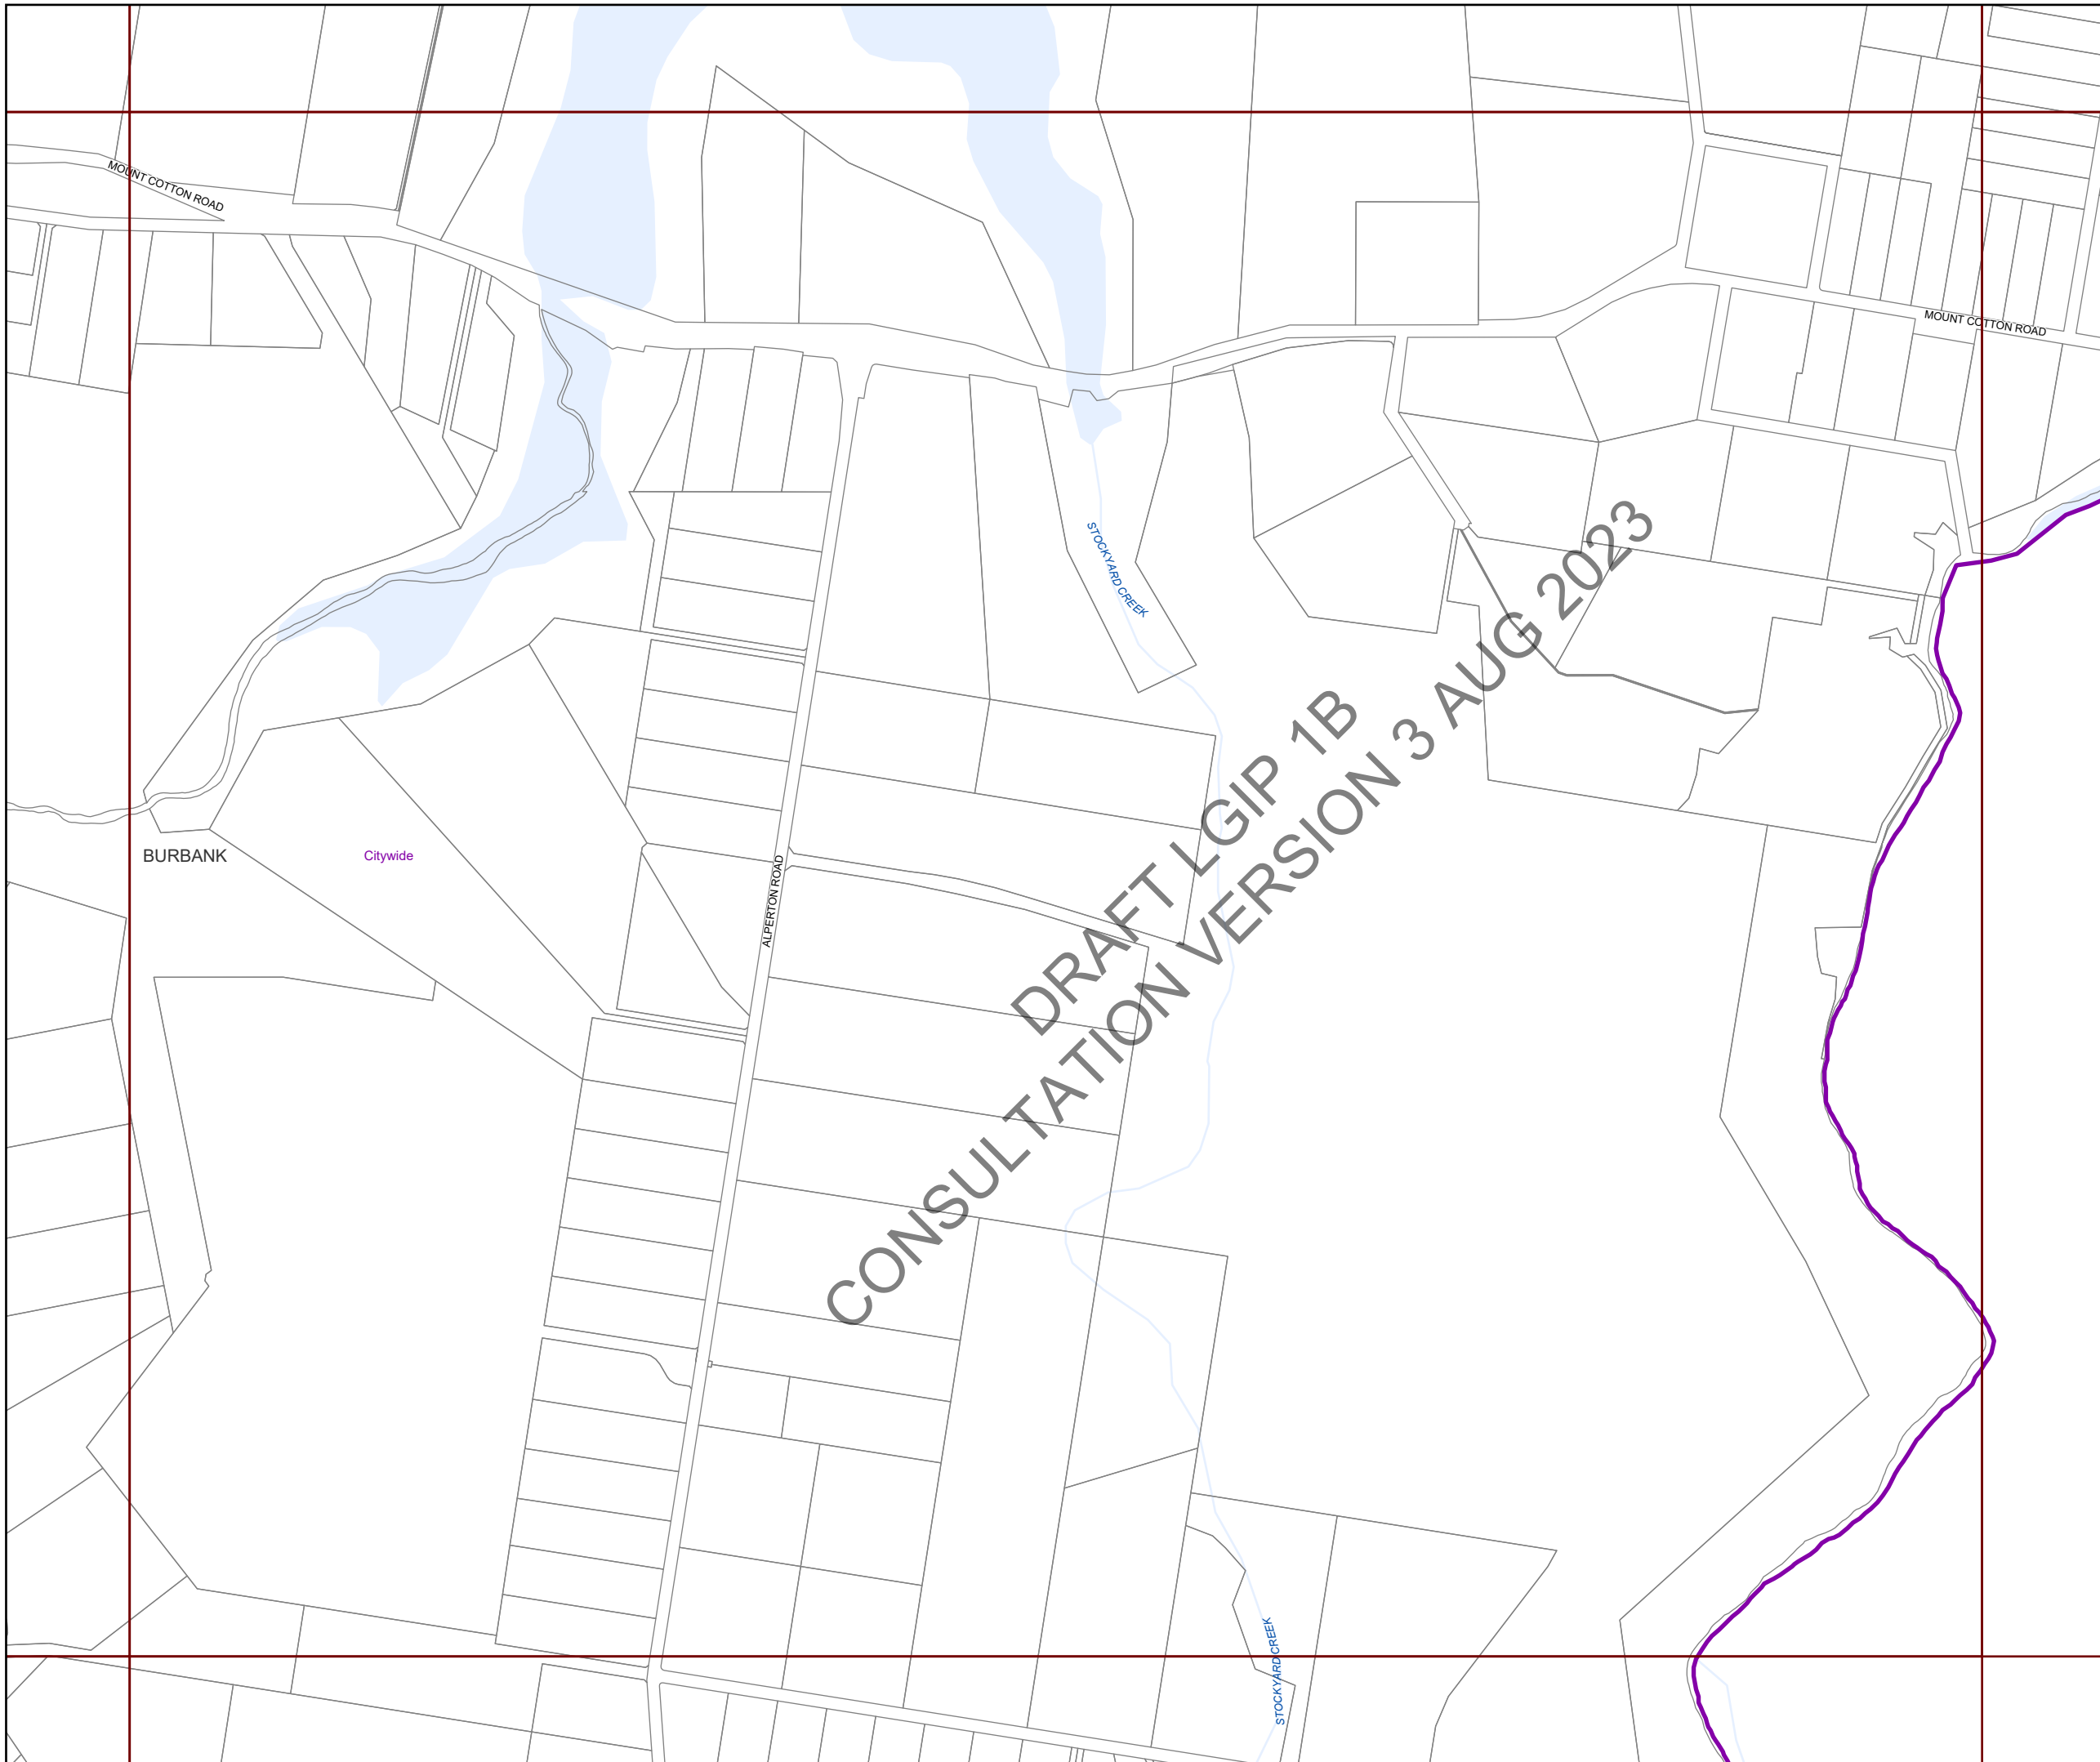 MOUNT COTTON ROAD
MOUNT COTTON ROAD
STOCKYARD CREEK
BURBANK
Citywide
ALPERTON ROAD
DRAFT LGIP 1B
CONSULTATION VERSION 3 AUG 2023
STOCKYARD CREEK